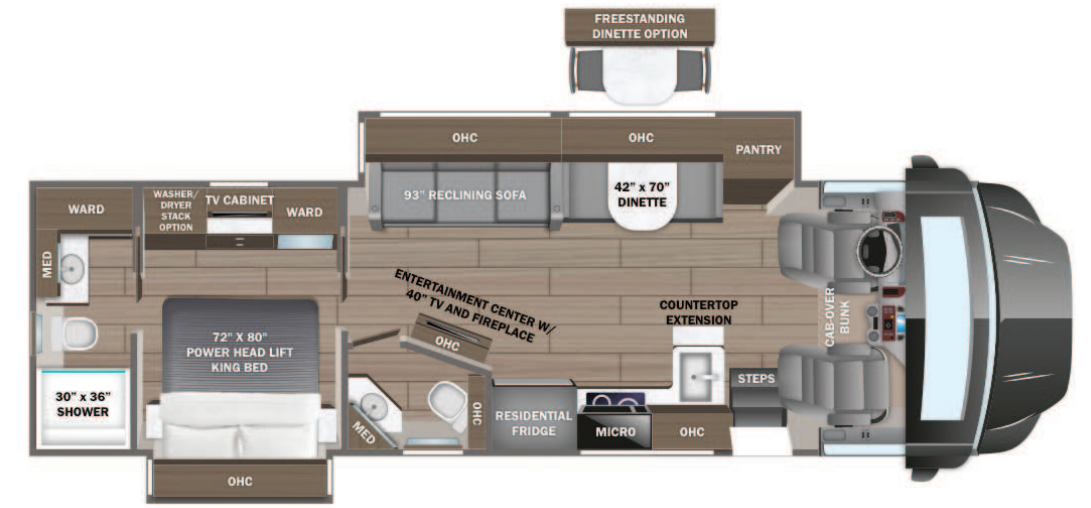 FREESTANDING
DINETTE OPTION
OHC
OHC
PANTRY
93" RECLINING SOFA
42" x 70"
DINETTE
WARD
WASHER/
DRYER
STACK
OPTION
TV CABINET
WARD
MED
ENTERTAINMENT CENTER W/
40" TV AND FIREPLACE
OHC
COUNTERTOP
EXTENSION
CAB-OVER
BUNK
72" X 80"
POWER HEAD LIFT
KING BED
30" x 36"
SHOWER
STEPS
MED
OHC
RESIDENTIAL
FRIDGE
MICRO
OHC
OHC